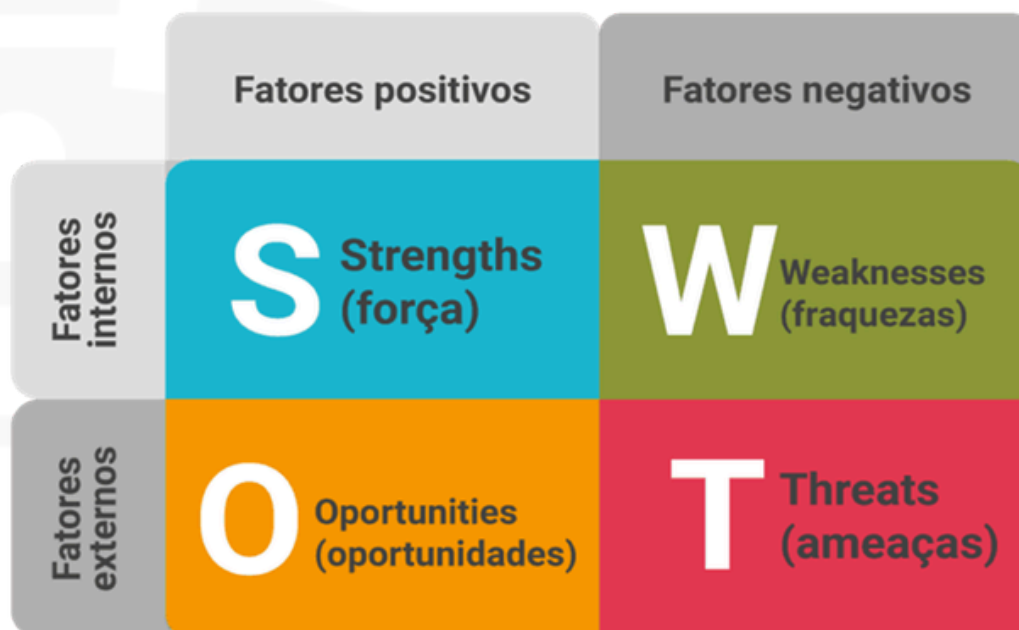 Fatores positivos
Fatores negativos
Fatores
internos
S
Strengths
(força)
W
Weaknesses
(fraquezas)
Fatores
externos
O
Oportunities
(oportunidades)
T
Threats
(ameaças)